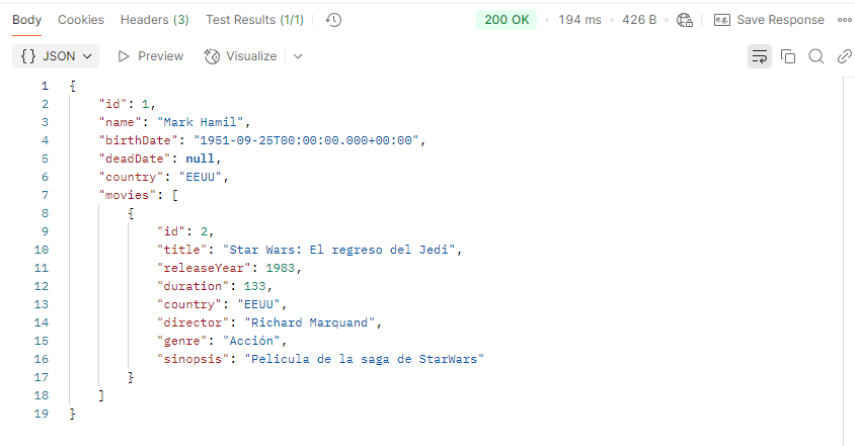 Body Cookies Headers (3) Test Results (1/1) 200 OK 194 ms 426 B e.g. Save Response
{} JSON Preview Visualize
1 {
2 "id": 1,
3 "name": "Mark Hamil",
4 "birthDate": "1951-09-25T00:00:00.000+00:00",
5 "deadDate": null,
6 "country": "EEUU",
7 "movies": [
8 {
9 "id": 2,
10 "title": "Star Wars: El regreso del Jedi",
11 "releaseYear": 1983,
12 "duration": 133,
13 "country": "EEUU",
14 "director": "Richard Marquand",
15 "genre": "Acción",
16 "sinopsis": "Pelicula de la saga de StarWars"
17 }
18 ]
19 }